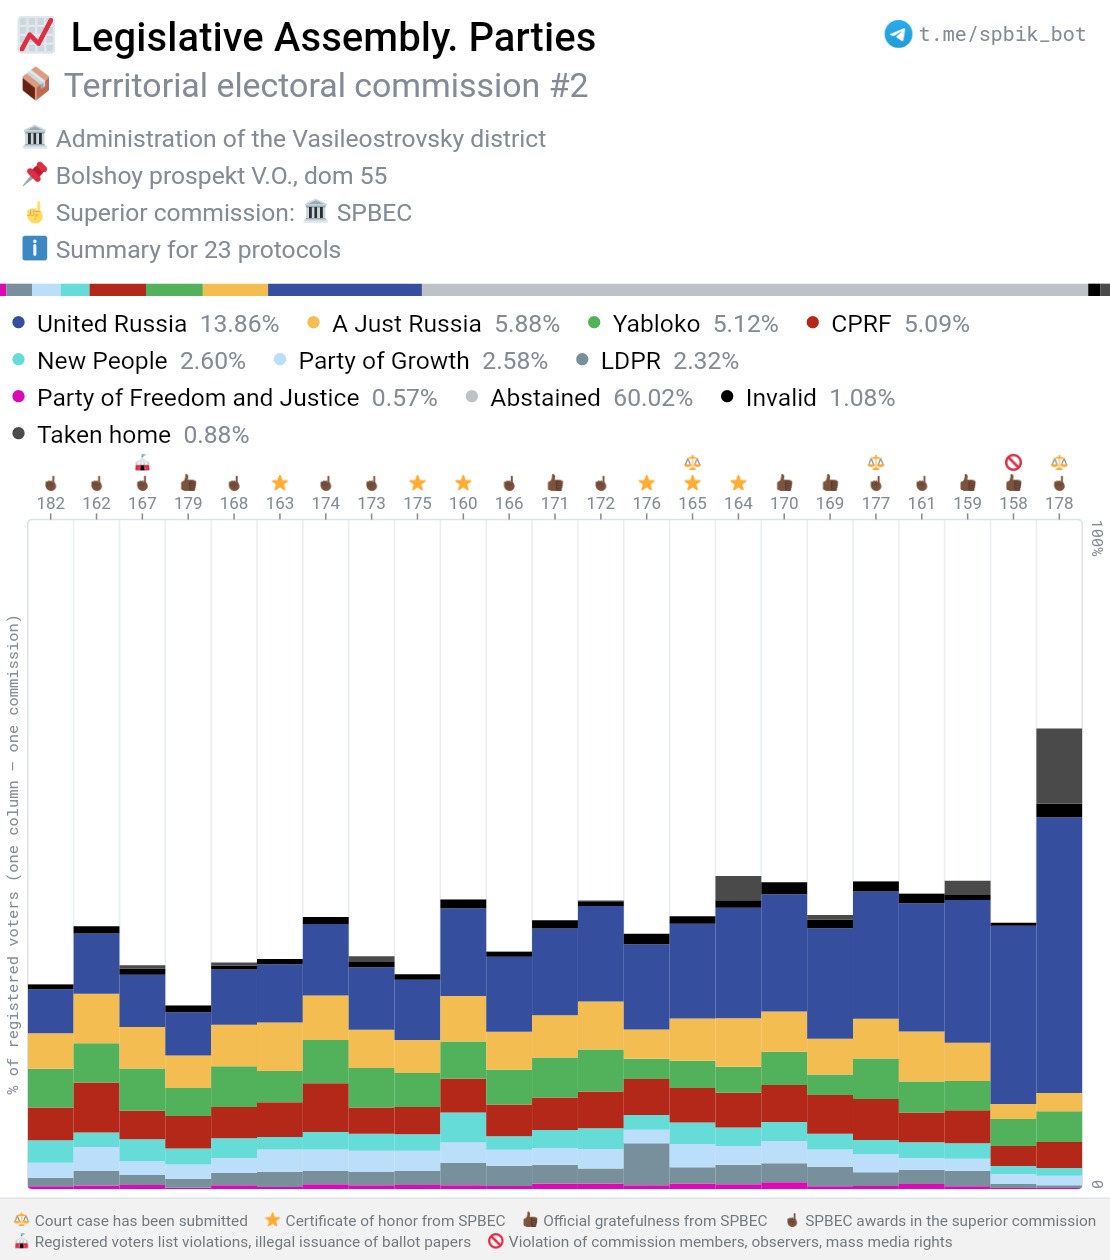 Legislative Assembly. Parties
t.me/spbik_bot
Territorial electoral commission #2
Administration of the Vasileostrovsky district
Bolshoy prospekt V.O., dom 55
Superior commission: SPBEC
Summary for 23 protocols
United Russia 13.86% A Just Russia 5.88% Yabloko 5.12% CPRF 5.09%
New People 2.60% Party of Growth 2.58% LDPR 2.32%
Party of Freedom and Justice 0.57% Abstained 60.02% Invalid 1.08%
Taken home 0.88%
182 162 167 179 168 163 174 173 175 160 166 171 172 176 165 164 170 169 177 161 159 158 178
100%
% of registered voters (one column – one commission)
0
Court case has been submitted Certificate of honor from SPBEC Official gratefulness from SPBEC SPBEC awards in the superior commission
Registered voters list violations, illegal issuance of ballot papers Violation of commission members, observers, mass media rights